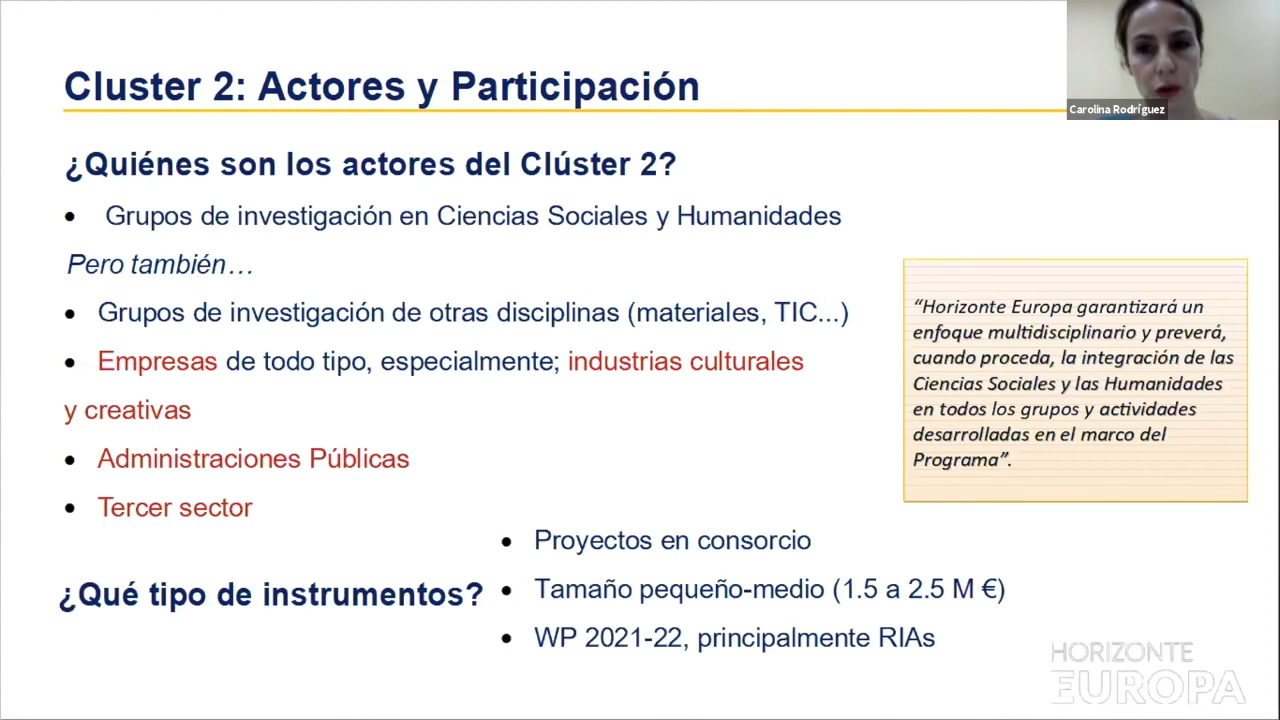 Cluster 2: Actores y Participación
Carolina Rodríguez
¿Quiénes son los actores del Clúster 2?
• Grupos de investigación en Ciencias Sociales y Humanidades
Pero también…
• Grupos de investigación de otras disciplinas (materiales, TIC...)
• Empresas de todo tipo, especialmente; industrias culturales
y creativas
• Administraciones Públicas
• Tercer sector
“Horizonte Europa garantizará un
enfoque multidisciplinario y preverá,
cuando proceda, la integración de las
Ciencias Sociales y las Humanidades
en todos los grupos y actividades
desarrolladas en el marco del
Programa”.
¿Qué tipo de instrumentos?
• Proyectos en consorcio
• Tamaño pequeño-medio (1.5 a 2.5 M €)
• WP 2021-22, principalmente RIAs
HORIZONTE
EUROPA